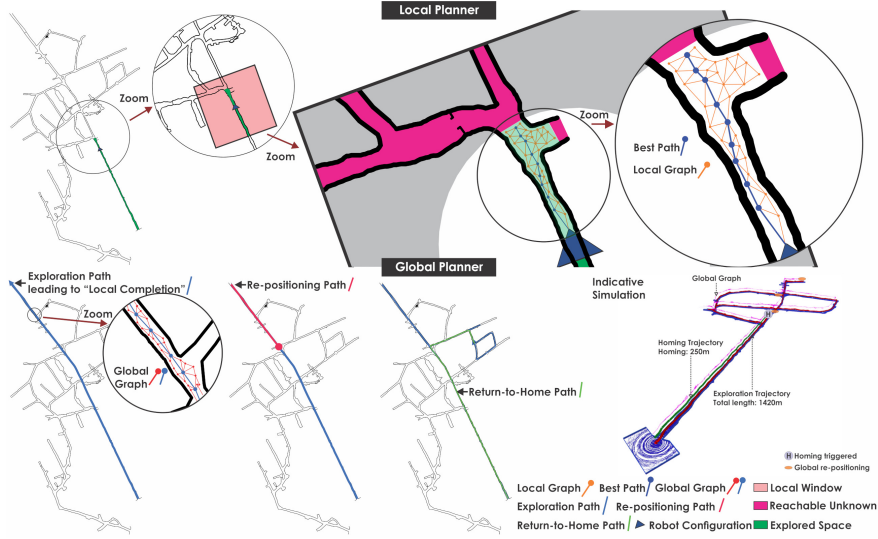 Local Planner
Zoom
Zoom
Zoom
Best Path
Local Graph
Global Planner
Exploration Path
leading to "Local Completion"
Zoom
Global
Graph
Re-positioning Path
Return-to-Home Path
Indicative
Simulation
Global Graph
H
Homing Trajectory
Homing: 250m
Exploration Trajectory
Total length: 1420m
H Homing triggered
Global re-positioning
Local Graph Best Path Global Graph Local Window
Exploration Path Re-positioning Path Reachable Unknown
Return-to-Home Path Robot Configuration Explored Space